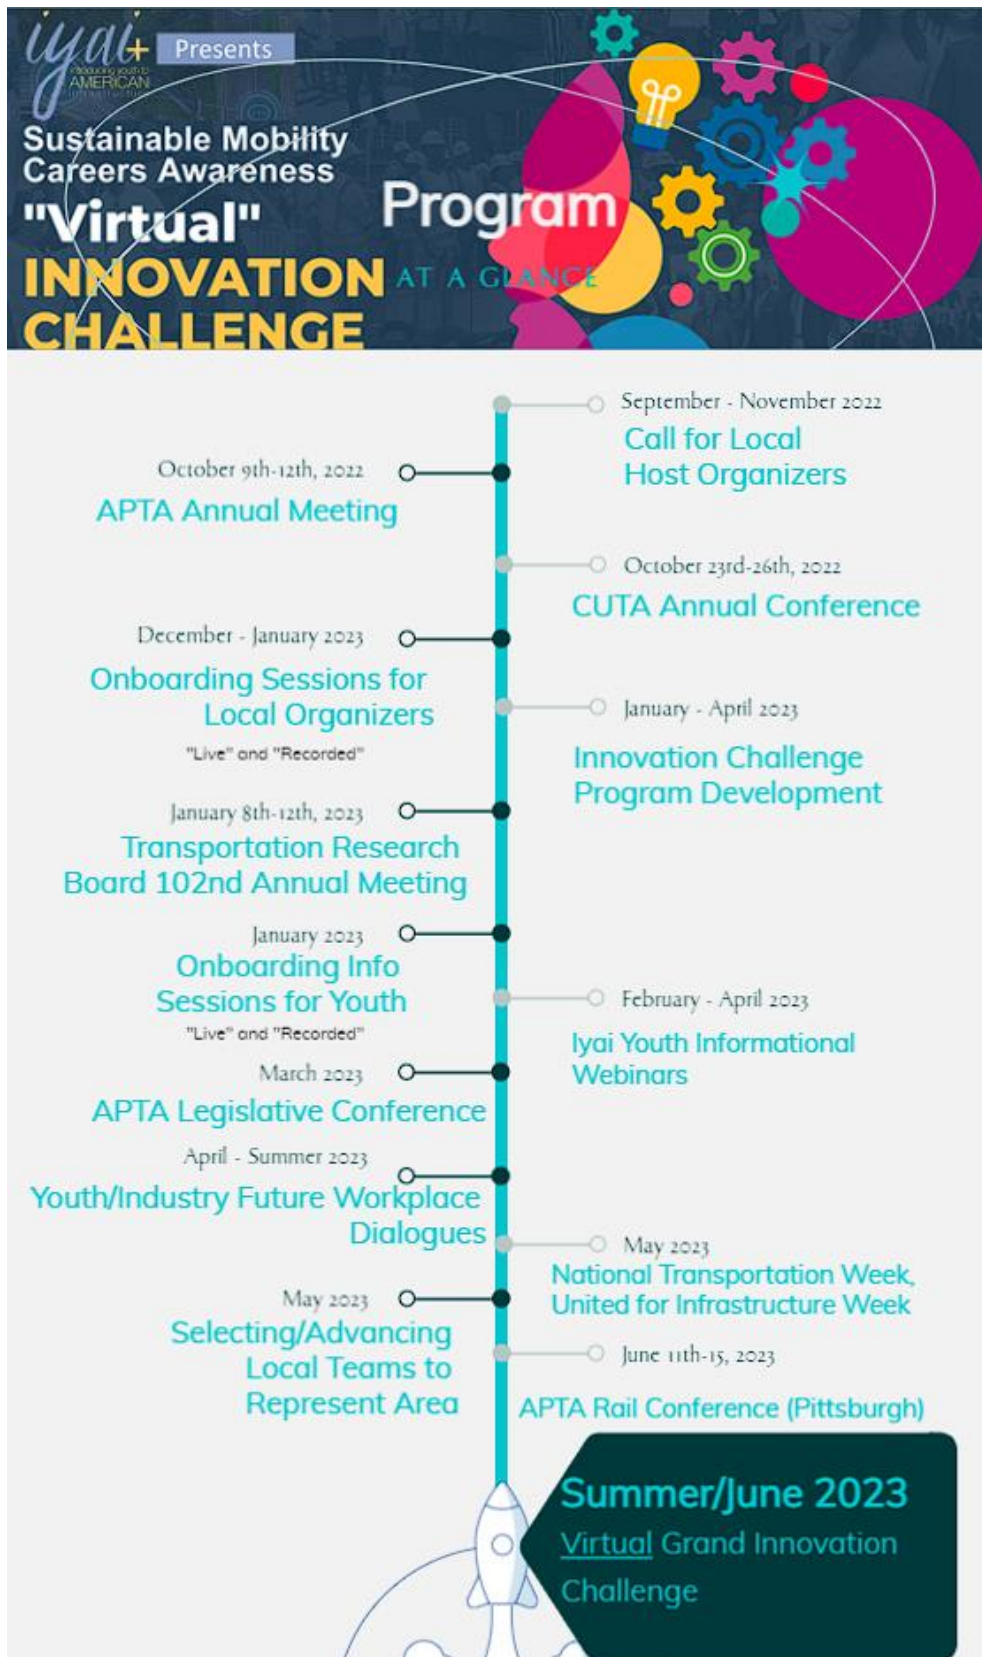 iyai+
Presents
introducing youth to
AMERICAN
infrastructure
Sustainable Mobility
Careers Awareness
"Virtual"
INNOVATION
CHALLENGE
Program
AT A GLANCE
September - November 2022
Call for Local
Host Organizers
October 9th-12th, 2022
APTA Annual Meeting
October 23rd-26th, 2022
CUTA Annual Conference
December - January 2023
Onboarding Sessions for
Local Organizers
"Live" and "Recorded"
January - April 2023
Innovation Challenge
Program Development
January 8th-12th, 2023
Transportation Research
Board 102nd Annual Meeting
January 2023
Onboarding Info
Sessions for Youth
"Live" and "Recorded"
February - April 2023
Iyai Youth Informational
Webinars
March 2023
APTA Legislative Conference
April - Summer 2023
Youth/Industry Future Workplace
Dialogues
May 2023
National Transportation Week,
United for Infrastructure Week
May 2023
Selecting/Advancing
Local Teams to
Represent Area
June 11th-15, 2023
APTA Rail Conference (Pittsburgh)
Summer/June 2023
Virtual Grand Innovation
Challenge